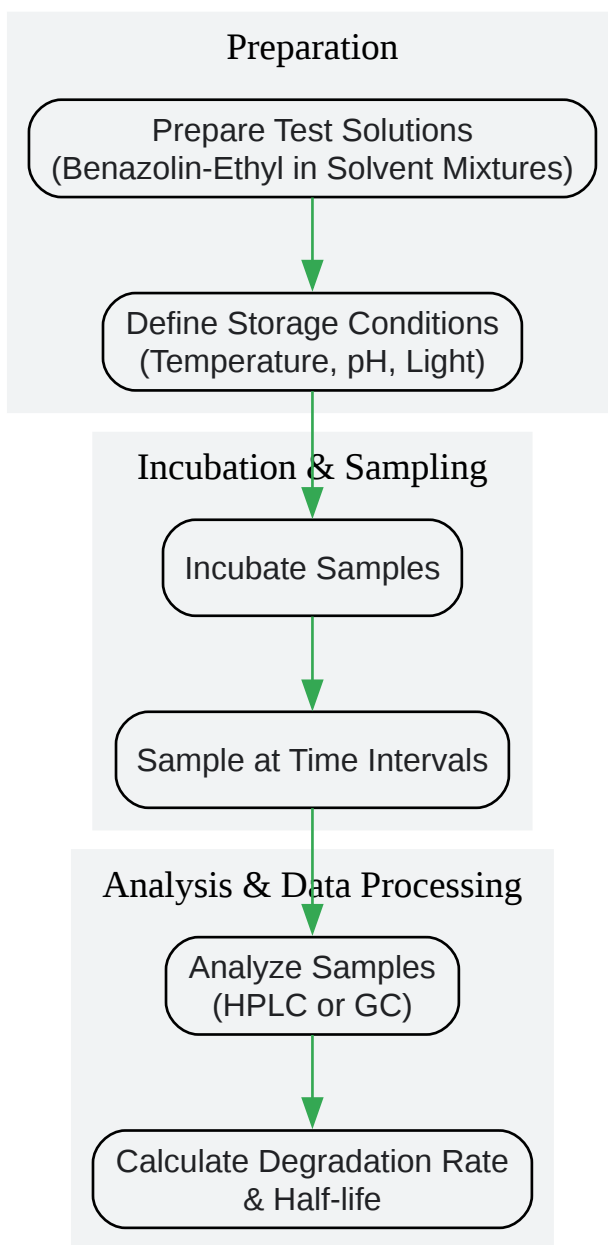 Preparation
Prepare Test Solutions
(Benazolin-Ethyl in Solvent Mixtures)
Define Storage Conditions
(Temperature, pH, Light)
Incubation & Sampling
Incubate Samples
Sample at Time Intervals
Analysis & Data Processing
Analyze Samples
(HPLC or GC)
Calculate Degradation Rate
& Half-life